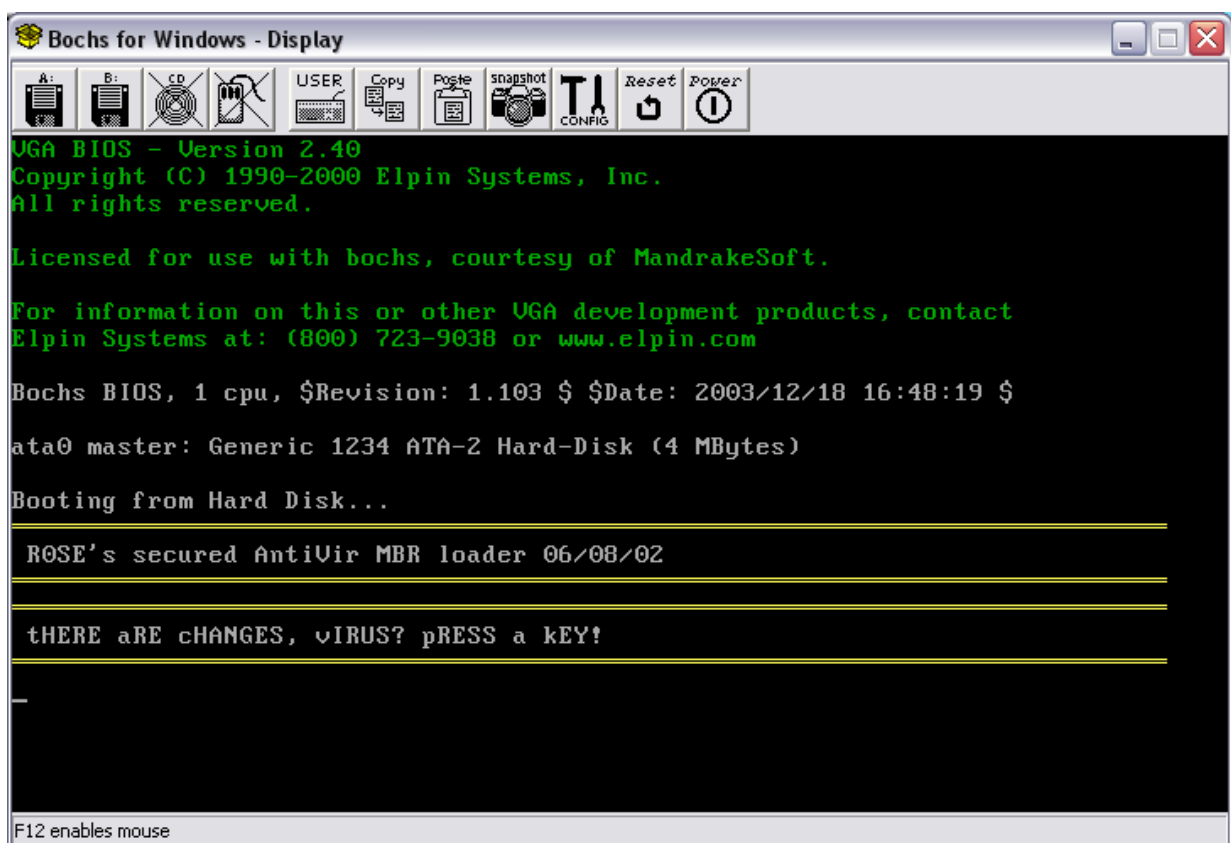 Bochs for Windows - Display
A: B: CD USER Copy Poste snapshot CONFIG Reset Power
VGA BIOS - Version 2.40
Copyright (C) 1990-2000 Elpin Systems, Inc.
All rights reserved.
Licensed for use with bochs, courtesy of MandrakeSoft.
For information on this or other VGA development products, contact
Elpin Systems at: (800) 723-9038 or www.elpin.com
Bochs BIOS, 1 cpu, $Revision: 1.103 $ $Date: 2003/12/18 16:48:19 $
ata0 master: Generic 1234 ATA-2 Hard-Disk (4 MBytes)
Booting from Hard Disk...
ROSE's secured AntiVir MBR loader 06/08/02
tHERE aRE cHANGES, vIRUS? pRESS a kEY!
F12 enables mouse